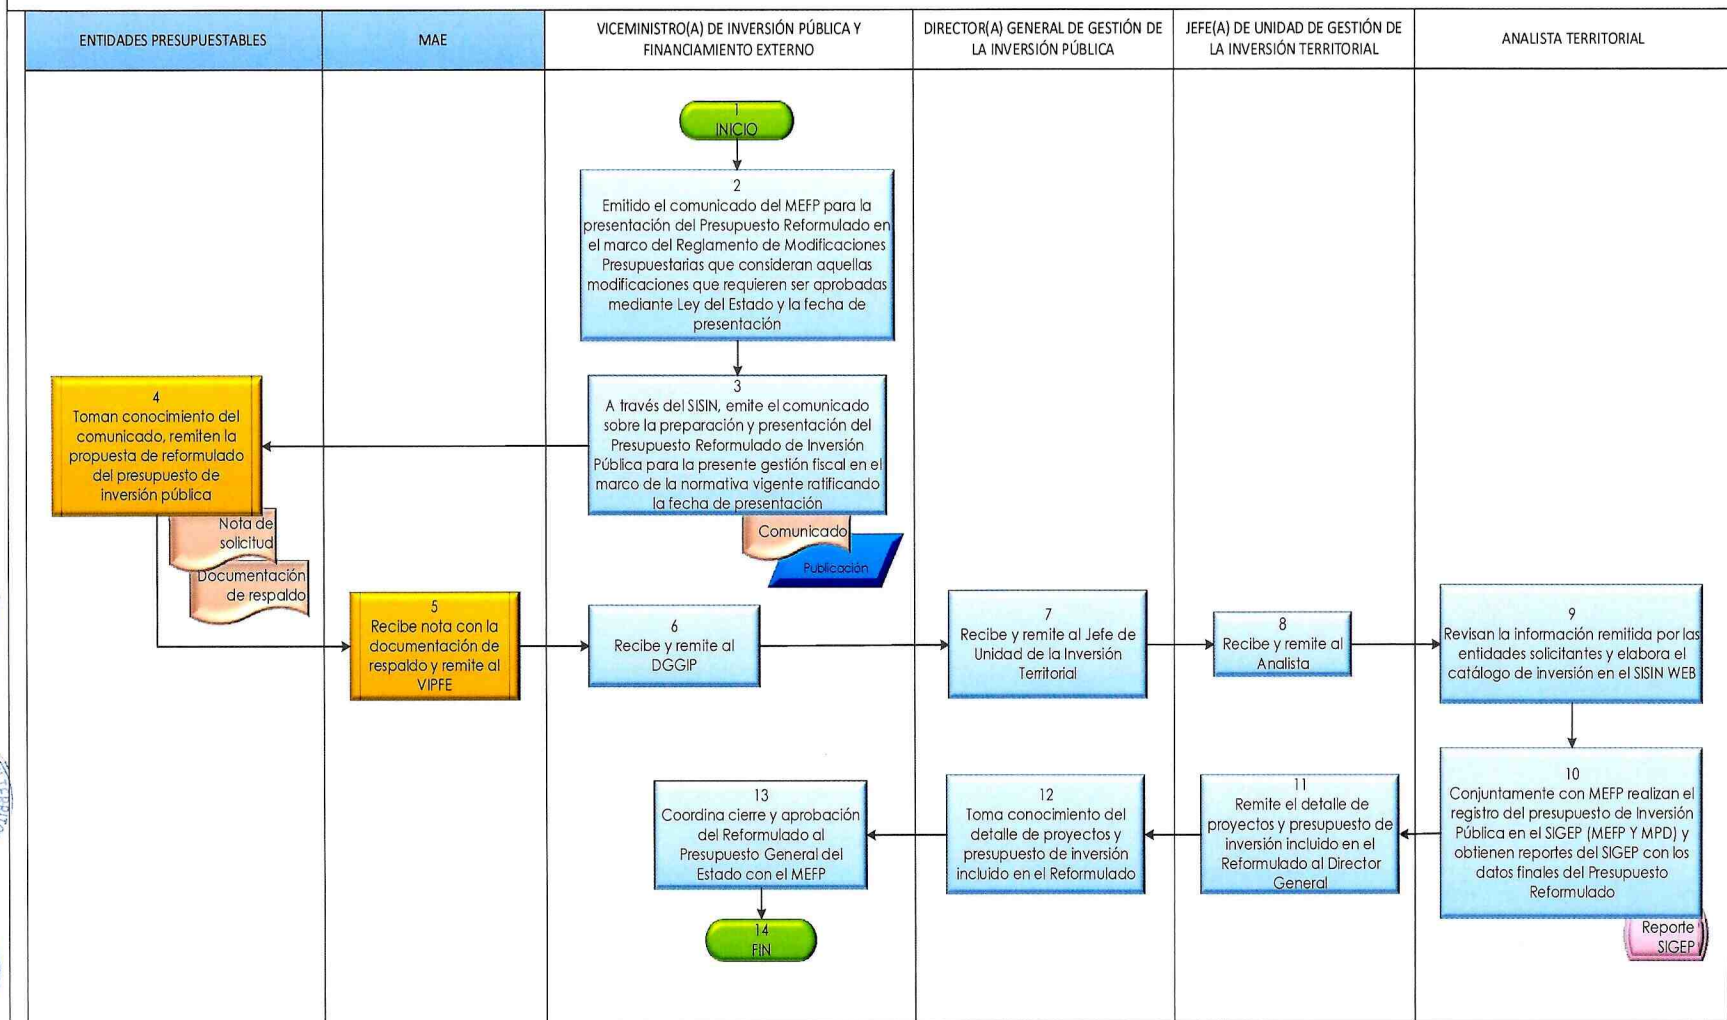 ENTIDADES PRESUPUESTABLES
MAE
VICEMINISTRO(A) DE INVERSIÓN PÚBLICA Y
FINANCIAMIENTO EXTERNO
DIRECTOR(A) GENERAL DE GESTIÓN DE
LA INVERSIÓN PÚBLICA
JEFE(A) DE UNIDAD DE GESTIÓN DE
LA INVERSIÓN TERRITORIAL
ANALISTA TERRITORIAL
1
INICIO
2
Emitido el comunicado del MEFP para la
presentación del Presupuesto Reformulado en
el marco del Reglamento de Modificaciones
Presupuestarias que consideran aquellas
modificaciones que requieren ser aprobadas
mediante Ley del Estado y la fecha de
presentación
3
A través del SISIN, emite el comunicado
sobre la preparación y presentación del
Presupuesto Reformulado de Inversión
Pública para la presente gestión fiscal en el
marco de la normativa vigente ratificando
la fecha de presentación
Comunicado
Publicación
4
Toman conocimiento del
comunicado, remiten la
propuesta de reformulado
del presupuesto de
inversión pública
Nota de
solicitud
Documentación
de respaldo
5
Recibe nota con la
documentación de
respaldo y remite al
VIPFE
6
Recibe y remite al
DGGIP
7
Recibe y remite al Jefe de
Unidad de la Inversión
Territorial
8
Recibe y remite al
Analista
9
Revisan la información remitida por las
entidades solicitantes y elabora el
catálogo de inversión en el SISIN WEB
10
Conjuntamente con MEFP realizan el
registro del presupuesto de Inversión
Pública en el SIGEP (MEFP Y MPD) y
obtienen reportes del SIGEP con los
datos finales del Presupuesto
Reformulado
Reporte
SIGEP
11
Remite el detalle de
proyectos y presupuesto de
inversión incluido en el
Reformulado al Director
General
12
Toma conocimiento del
detalle de proyectos y
presupuesto de inversión
incluido en el Reformulado
13
Coordina cierre y aprobación
del Reformulado al
Presupuesto General del
Estado con el MEFP
14
FIN